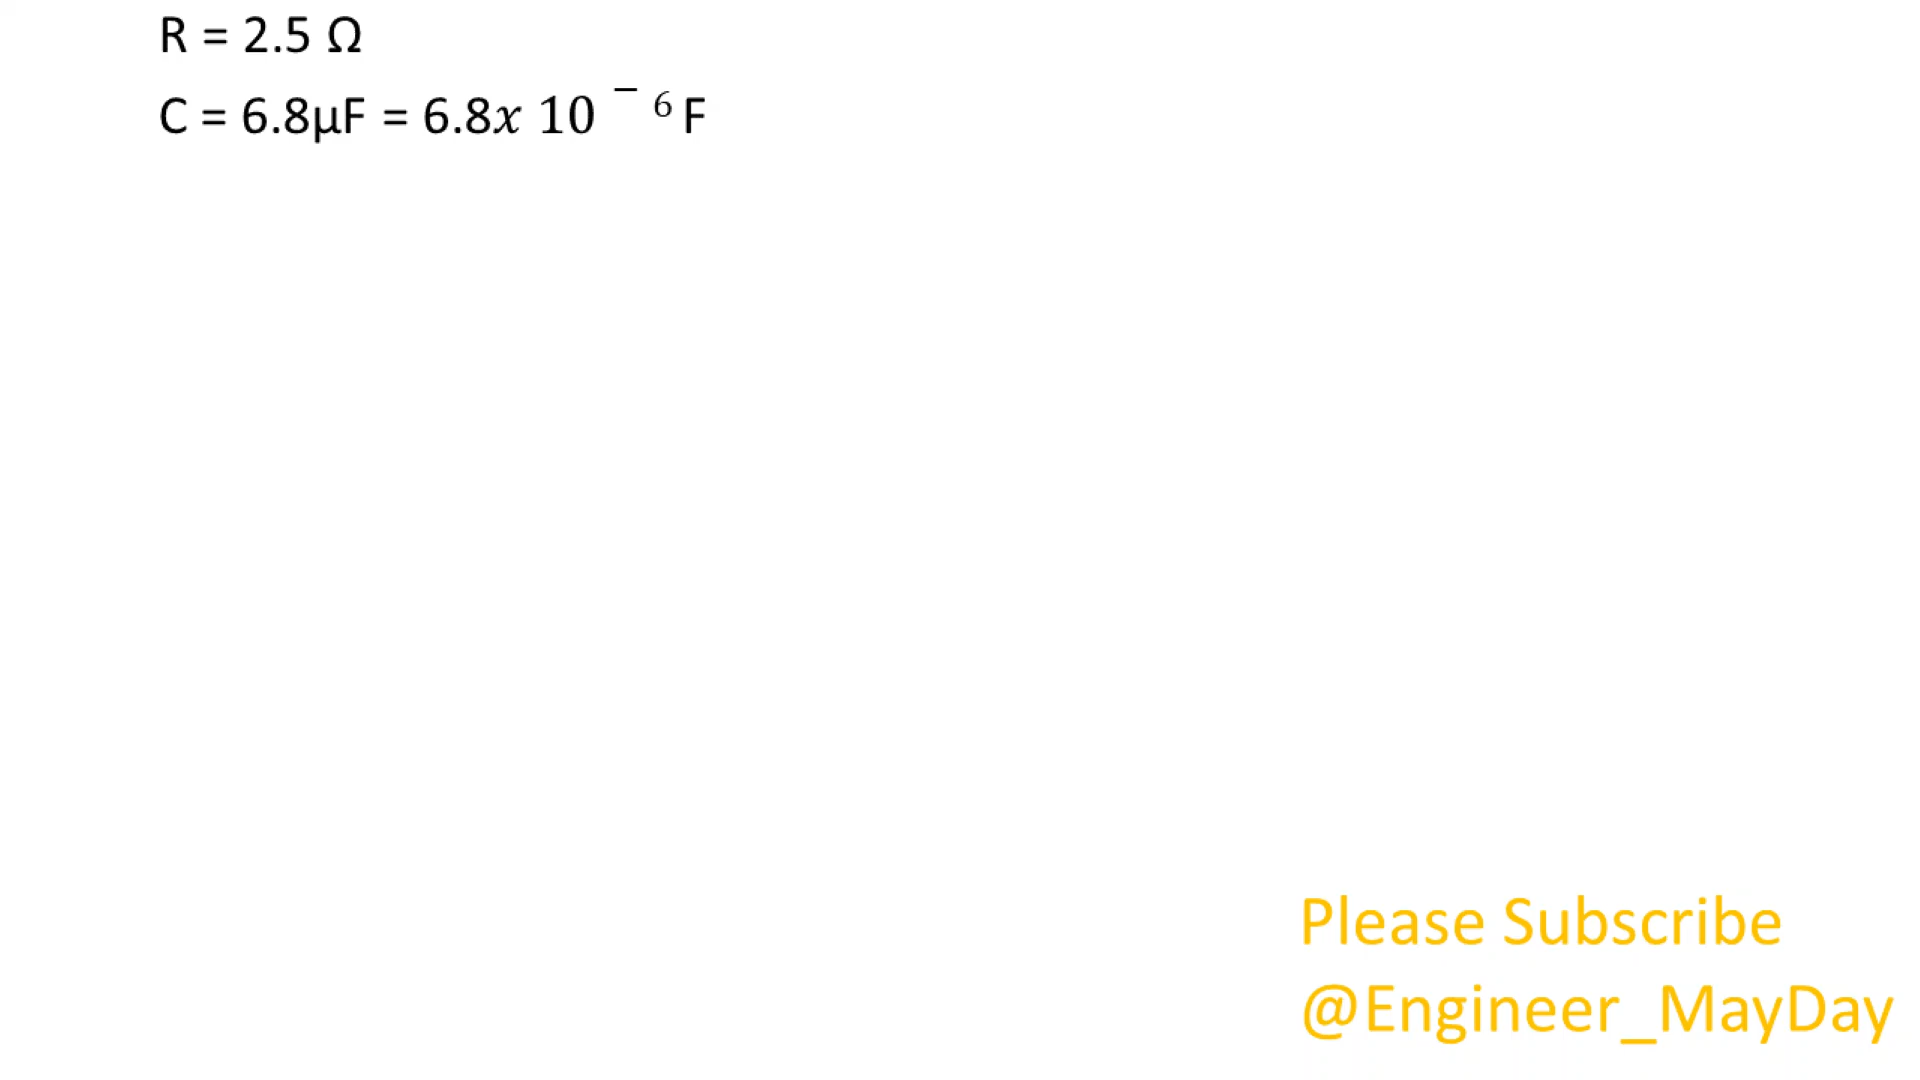 R = 2.5 Ω
C = 6.8µF = 6.8x 10 ⁻ ⁶ F
Please Subscribe
@Engineer_MayDay